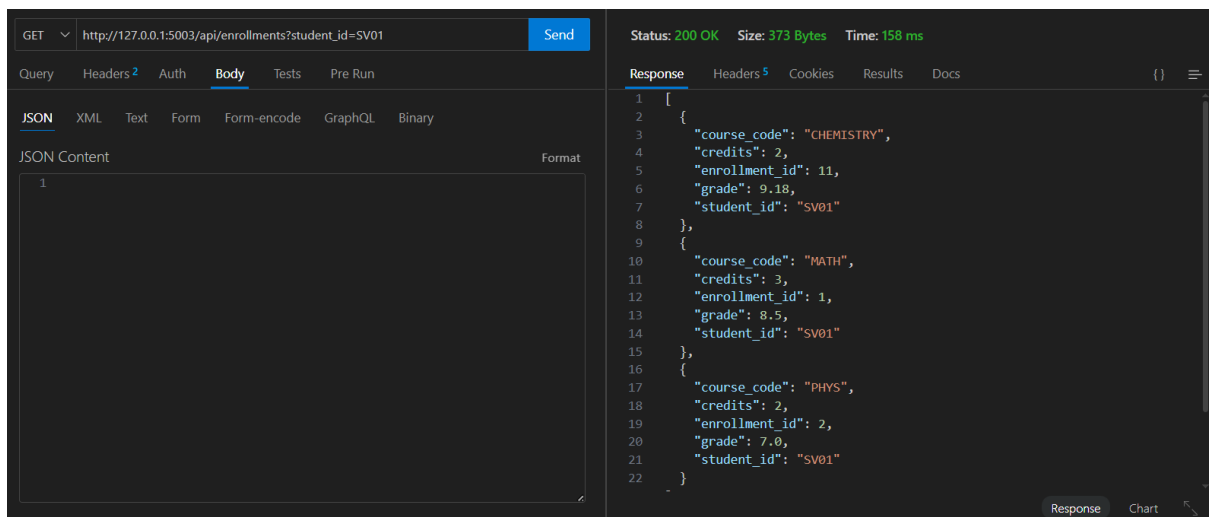 GET http://127.0.0.1:5003/api/enrollments?student_id=SV01 Send
Query Headers 2 Auth Body Tests Pre Run
JSON XML Text Form Form-encode GraphQL Binary
JSON Content Format
1
Status: 200 OK Size: 373 Bytes Time: 158 ms
Response Headers 5 Cookies Results Docs {}
1 [
2 {
3 "course_code": "CHEMISTRY",
4 "credits": 2,
5 "enrollment_id": 11,
6 "grade": 9.18,
7 "student_id": "SV01"
8 },
9 {
10 "course_code": "MATH",
11 "credits": 3,
12 "enrollment_id": 1,
13 "grade": 8.5,
14 "student_id": "SV01"
15 },
16 {
17 "course_code": "PHYS",
18 "credits": 2,
19 "enrollment_id": 2,
20 "grade": 7.0,
21 "student_id": "SV01"
22 }
Response Chart